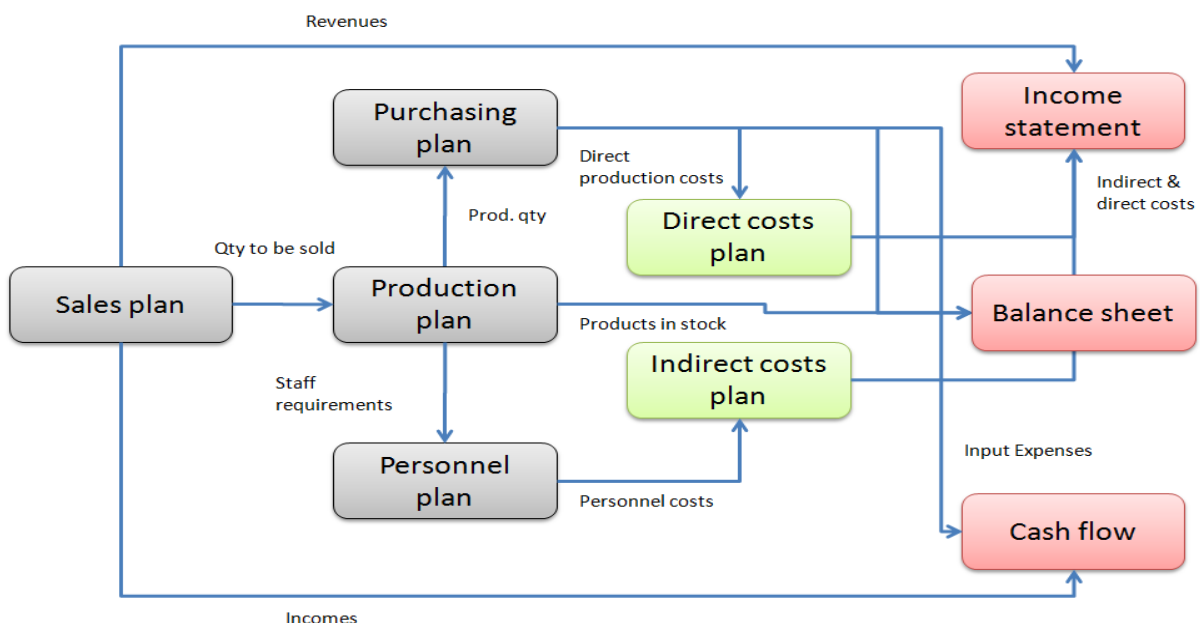 Revenues
Purchasing
plan
Income
statement
Direct
production costs
Indirect &
direct costs
Prod. qty
Direct costs
plan
Qty to be sold
Sales plan
Production
plan
Products in stock
Balance sheet
Indirect costs
plan
Staff
requirements
Personnel
plan
Personnel costs
Input Expenses
Cash flow
Incomes